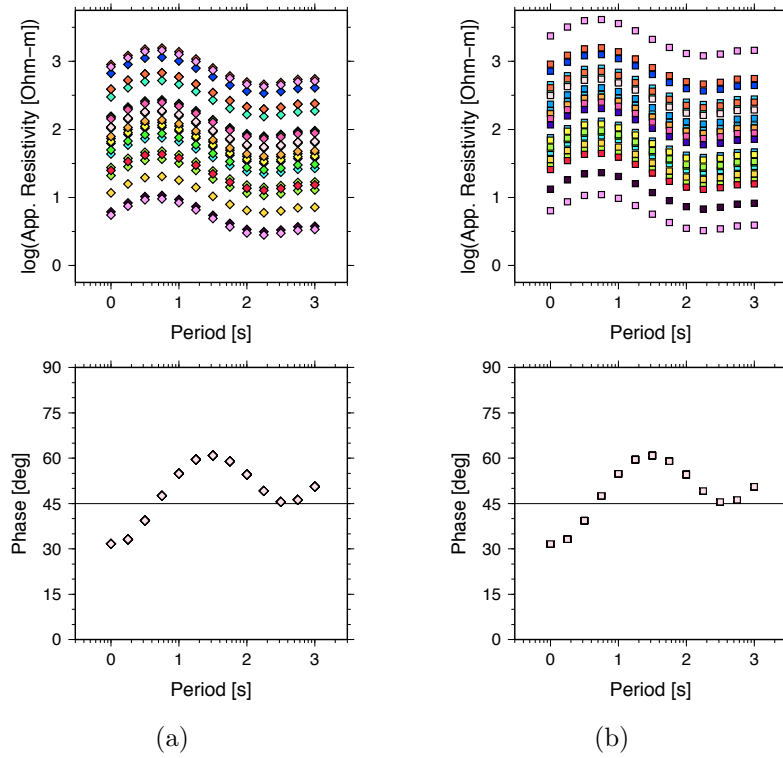 log(App. Resistivity [Ohm−m])
3
2
1
0
0 1 2 3
Period [s]
log(App. Resistivity [Ohm−m])
3
2
1
0
0 1 2 3
Period [s]
Phase [deg]
90
75
60
45
30
15
0
0 1 2 3
Period [s]
Phase [deg]
90
75
60
45
30
15
0
0 1 2 3
Period [s]
(a)
(b)